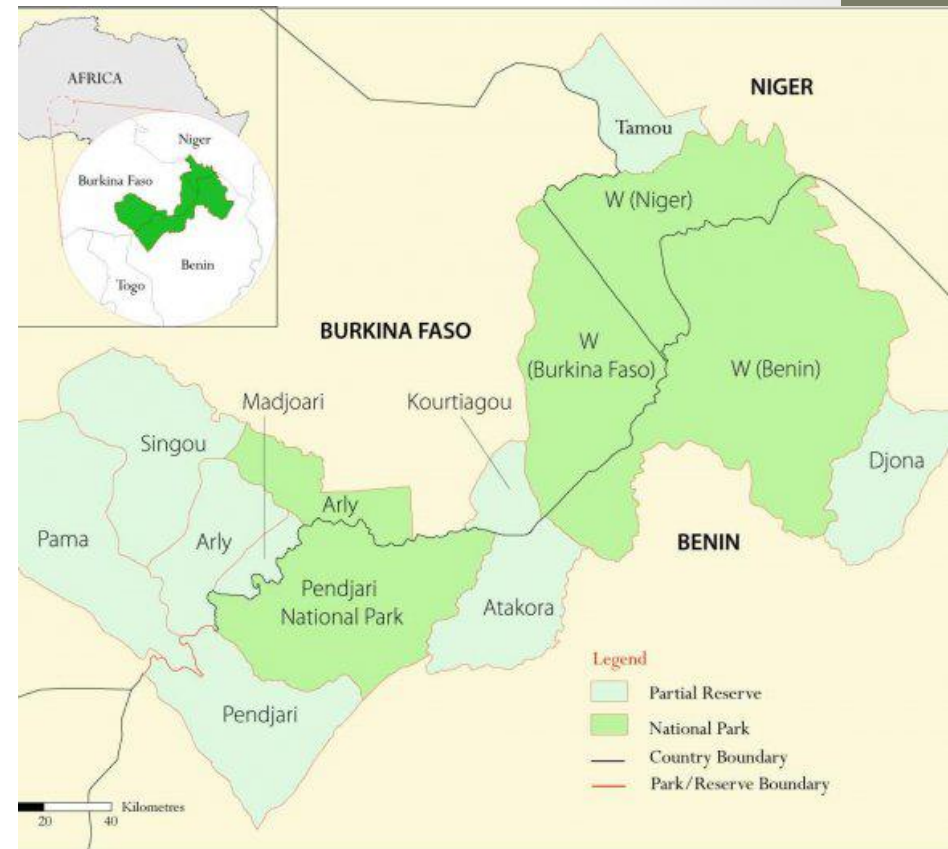 AFRICA
Niger
Burkina Faso
Benin
Togo
NIGER
Tamou
W (Niger)
BURKINA FASO
W
(Burkina Faso)
W (Benin)
Madjoari
Kourtiagou
Singou
Djona
Arly
Pama
Arly
BENIN
Pendjari
National Park
Atakora
Pendjari
Legend
Partial Reserve
National Park
Country Boundary
Park/Reserve Boundary
Kilometres
20 40